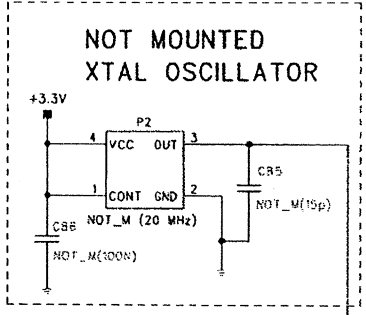 NOT MOUNTED
XTAL OSCILLATOR
+3.3V
P2
4 VCC OUT 3
1 CONT GND 2
C85
NOT_M(15p)
NOT_M (20 MHz)
C86
NOT_M(100N)